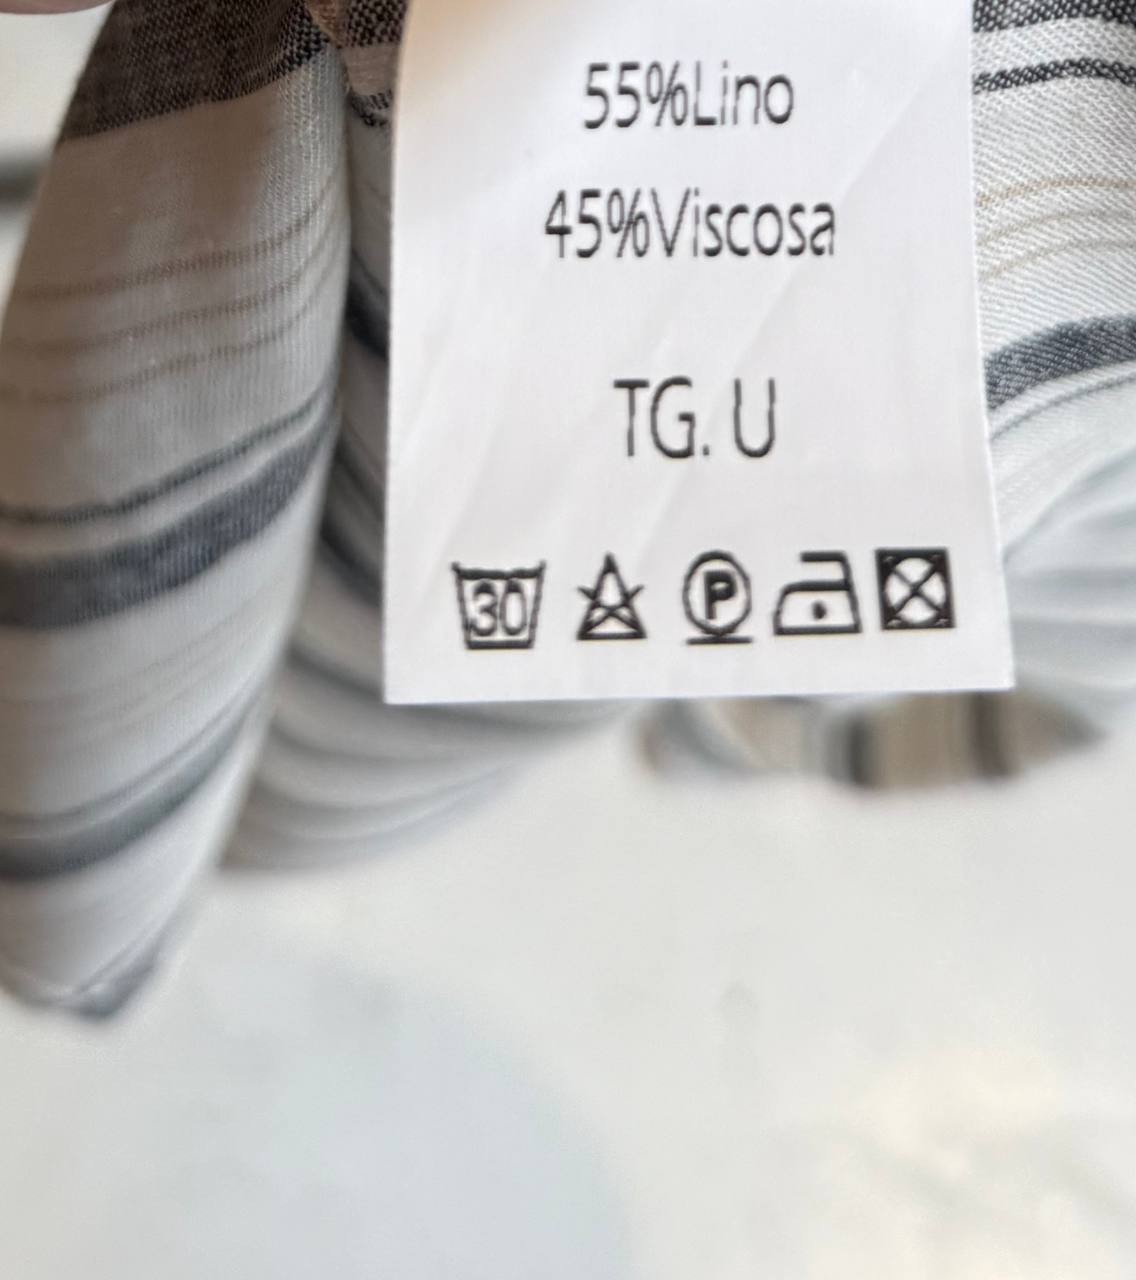 55%Lino
45%Viscosa
TG. U
30 P